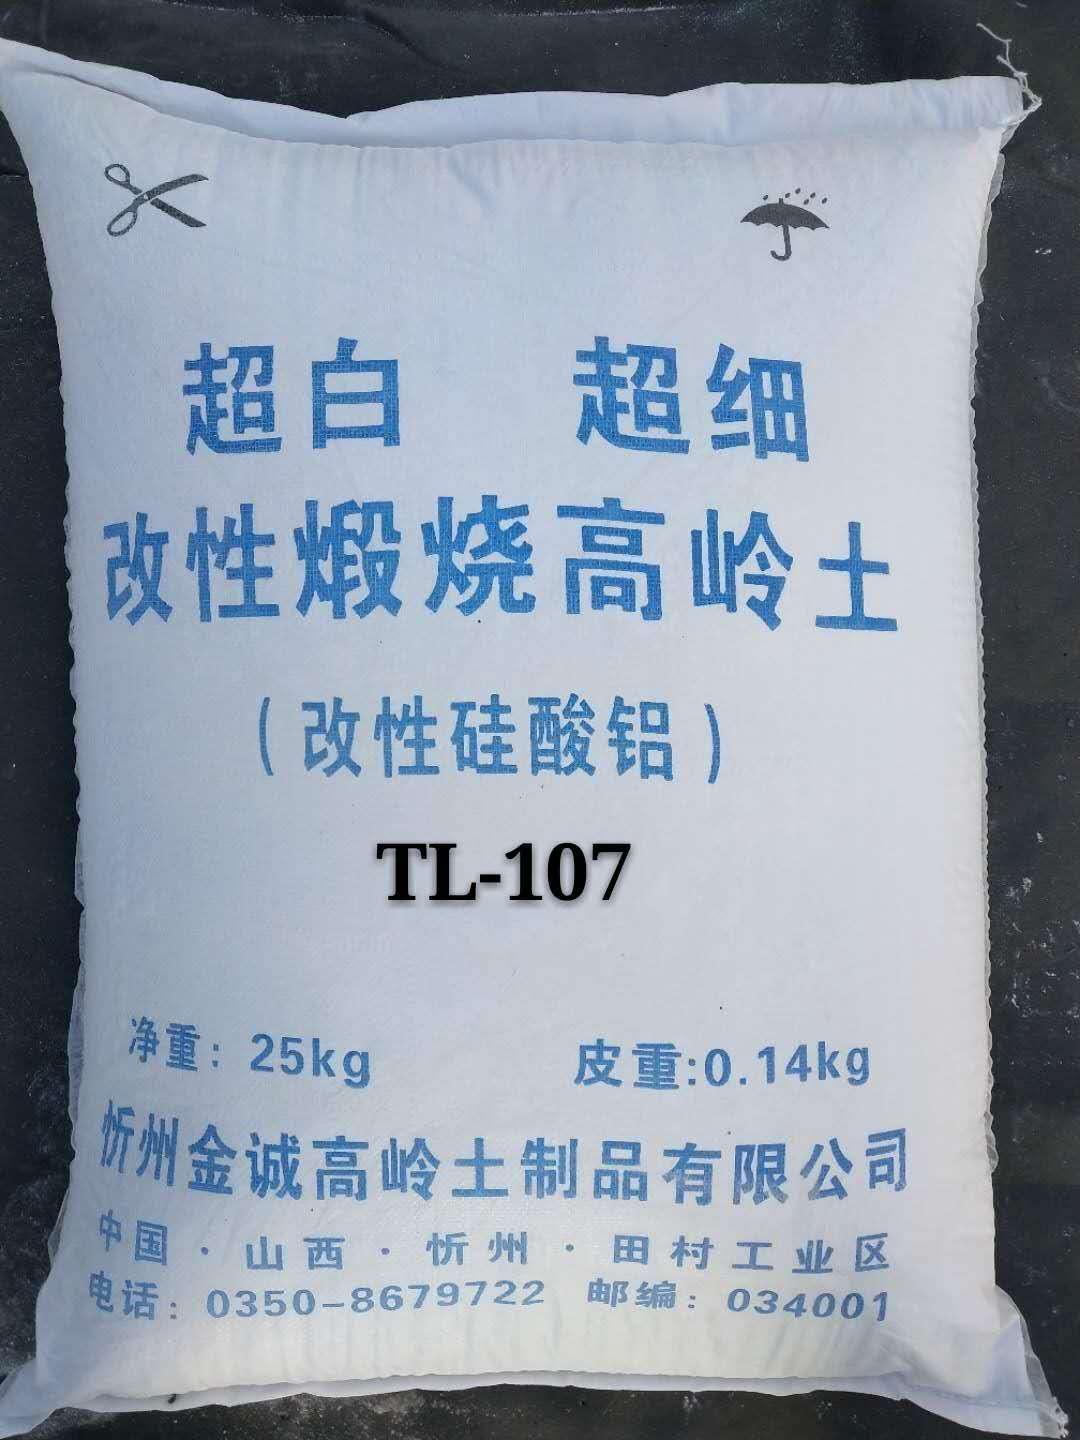 超白 超细
改性煅烧高岭土
(改性硅酸铝)
TL-107
净重: 25kg 皮重:0.14kg
忻州金诚高岭土制品有限公司
中国·山西·忻州·田村工业区
电话: 0350-8679722 邮编: 034001